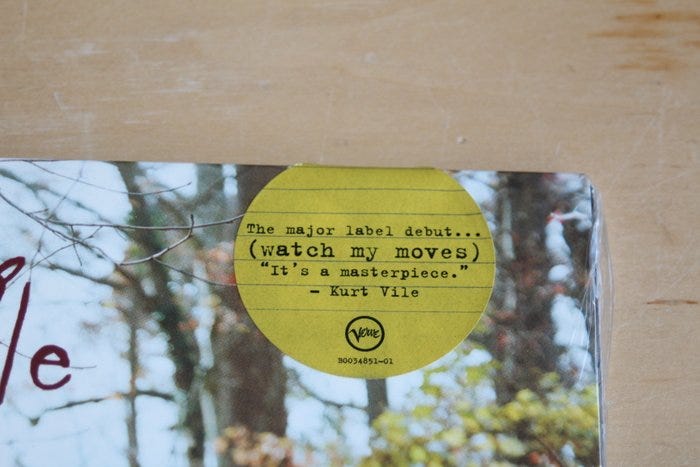 The major label debut...
(watch my moves)
"It's a masterpiece."
– Kurt Vile
Verve
B0034851-01
le